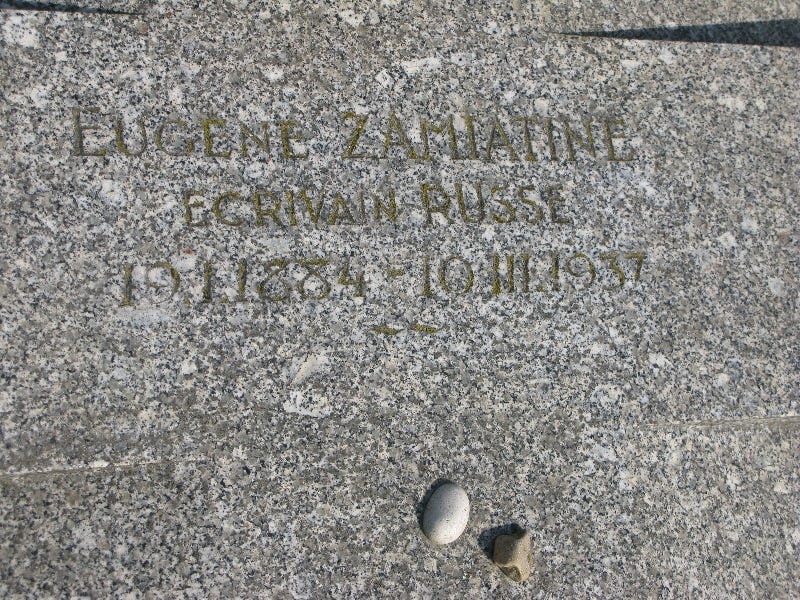 EUGENE ZAMIATINE
ECRIVAIN RUSSE
19.I.1884 - 10.III.1937